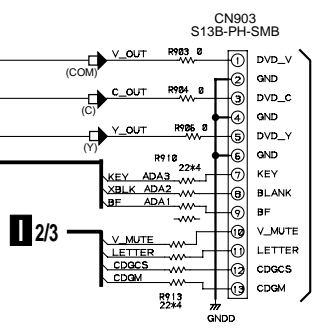 CN903
S13B-PH-SMB
V_OUT R903 0 1 DVD_V
(COM)
2 GND
C_OUT R904 0 3 DVD_C
(C)
4 GND
Y_OUT R906 0 5 DVD_Y
(Y)
6 GND
R910
22*4
KEY ADA3 7 KEY
XBLK ADA2 8 BLANK
BF ADA1 9 BF
I 2/3
V_MUTE 10 V_MUTE
LETTER 11 LETTER
CDGCS 12 CDGCS
CDGM 13 CDGM
R913
22*4
GNDD